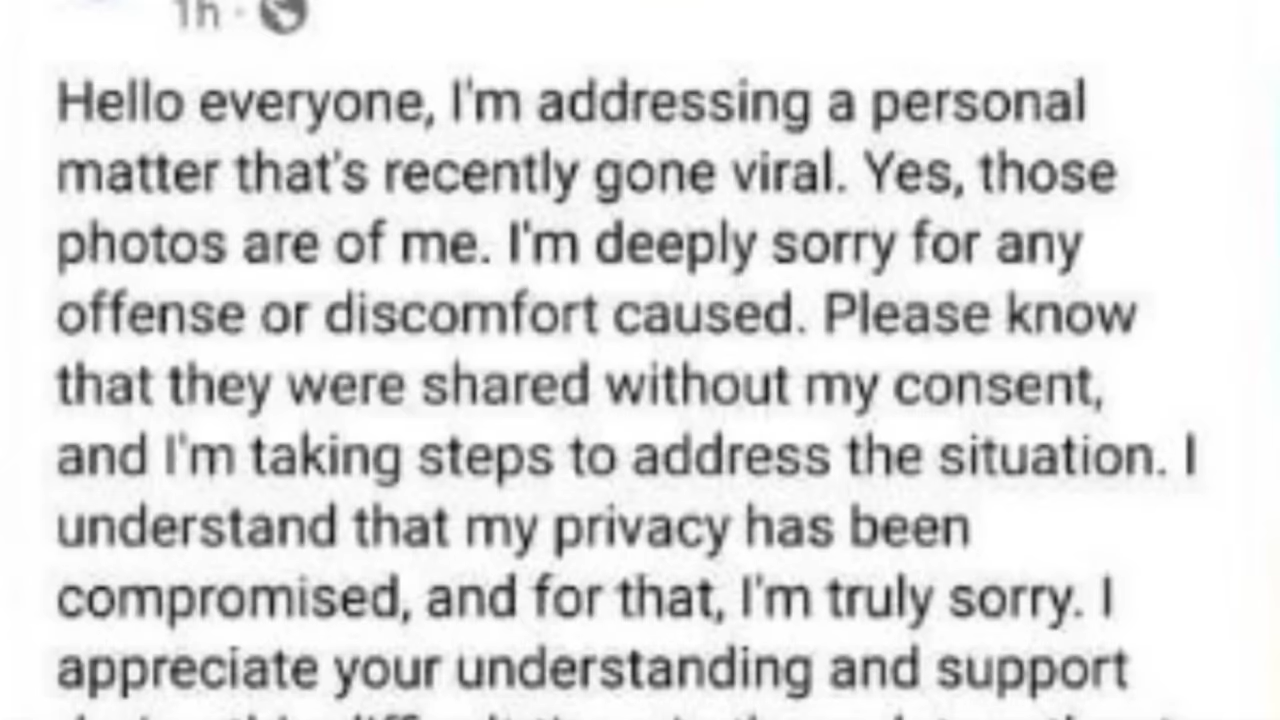 1h ·
Hello everyone, I'm addressing a personal
matter that's recently gone viral. Yes, those
photos are of me. I'm deeply sorry for any
offense or discomfort caused. Please know
that they were shared without my consent,
and I'm taking steps to address the situation. I
understand that my privacy has been
compromised, and for that, I'm truly sorry. I
appreciate your understanding and support